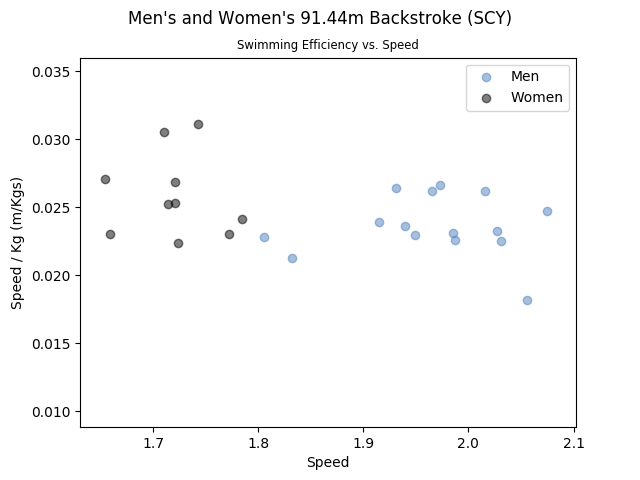 Men's and Women's 91.44m Backstroke (SCY)
Swimming Efficiency vs. Speed
Men
Women
Speed / Kg (m/Kgs)
0.035
0.030
0.025
0.020
0.015
0.010
1.7 1.8 1.9 2.0 2.1
Speed